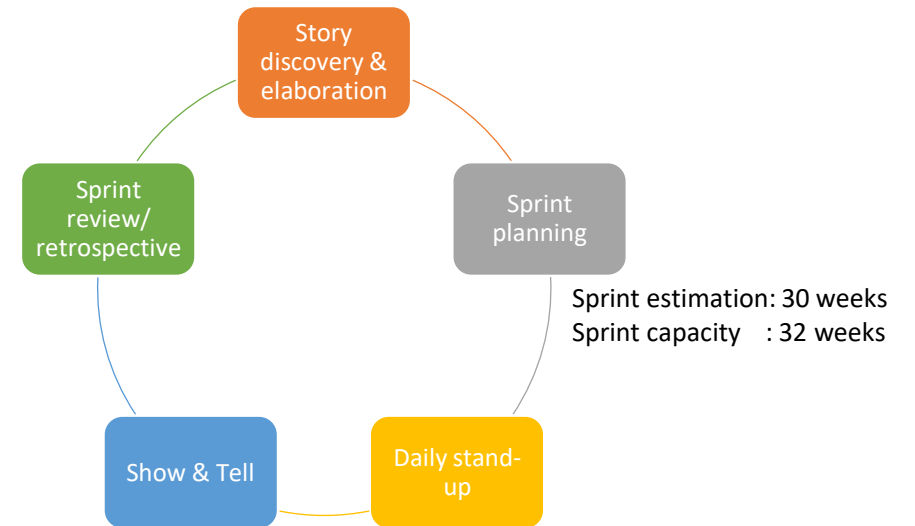 Story
discovery &
elaboration
Sprint
planning
Sprint estimation: 30 weeks
Sprint capacity : 32 weeks
Daily stand-
up
Show & Tell
Sprint
review/
retrospective